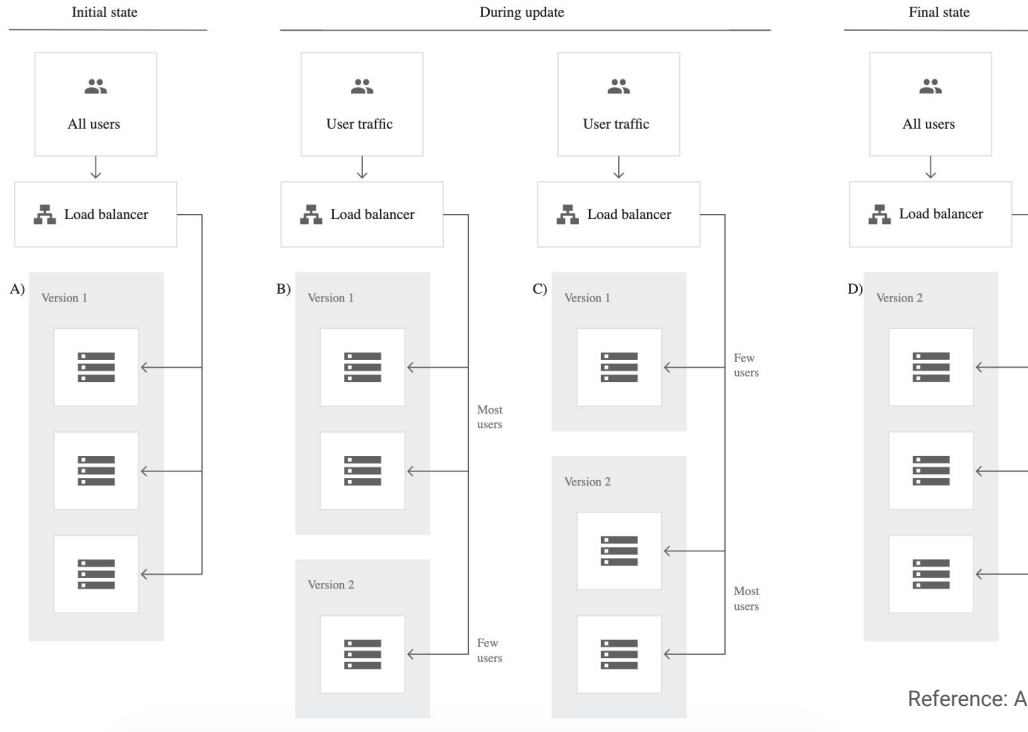 Initial state
During update
Final state
All users
User traffic
User traffic
All users
Load balancer
Load balancer
Load balancer
Load balancer
A)
Version 1
B)
Version 1
Most
users
Version 2
Few
users
C)
Version 1
Few
users
Version 2
Most
users
D)
Version 2
Reference: A